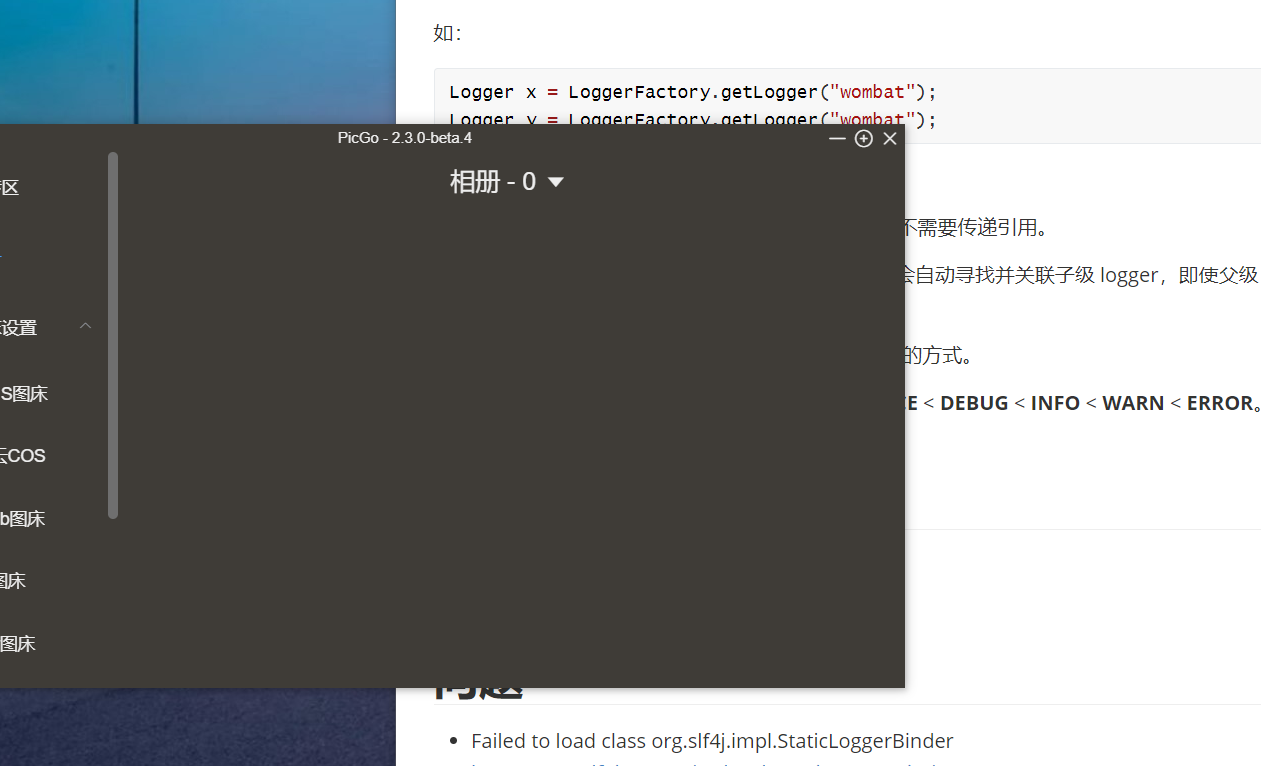 如：
Logger x = LoggerFactory.getLogger("wombat");
Logger y = LoggerFactory.getLogger("wombat");
PicGo - 2.3.0-beta.4
相册 - 0
区
设置
S图床
云COS
b图床
图床
图床
不需要传递引用。
会自动寻找并关联子级 logger，即使父级
的方式。
CE < DEBUG < INFO < WARN < ERROR。
问题
Failed to load class org.slf4j.impl.StaticLoggerBinder